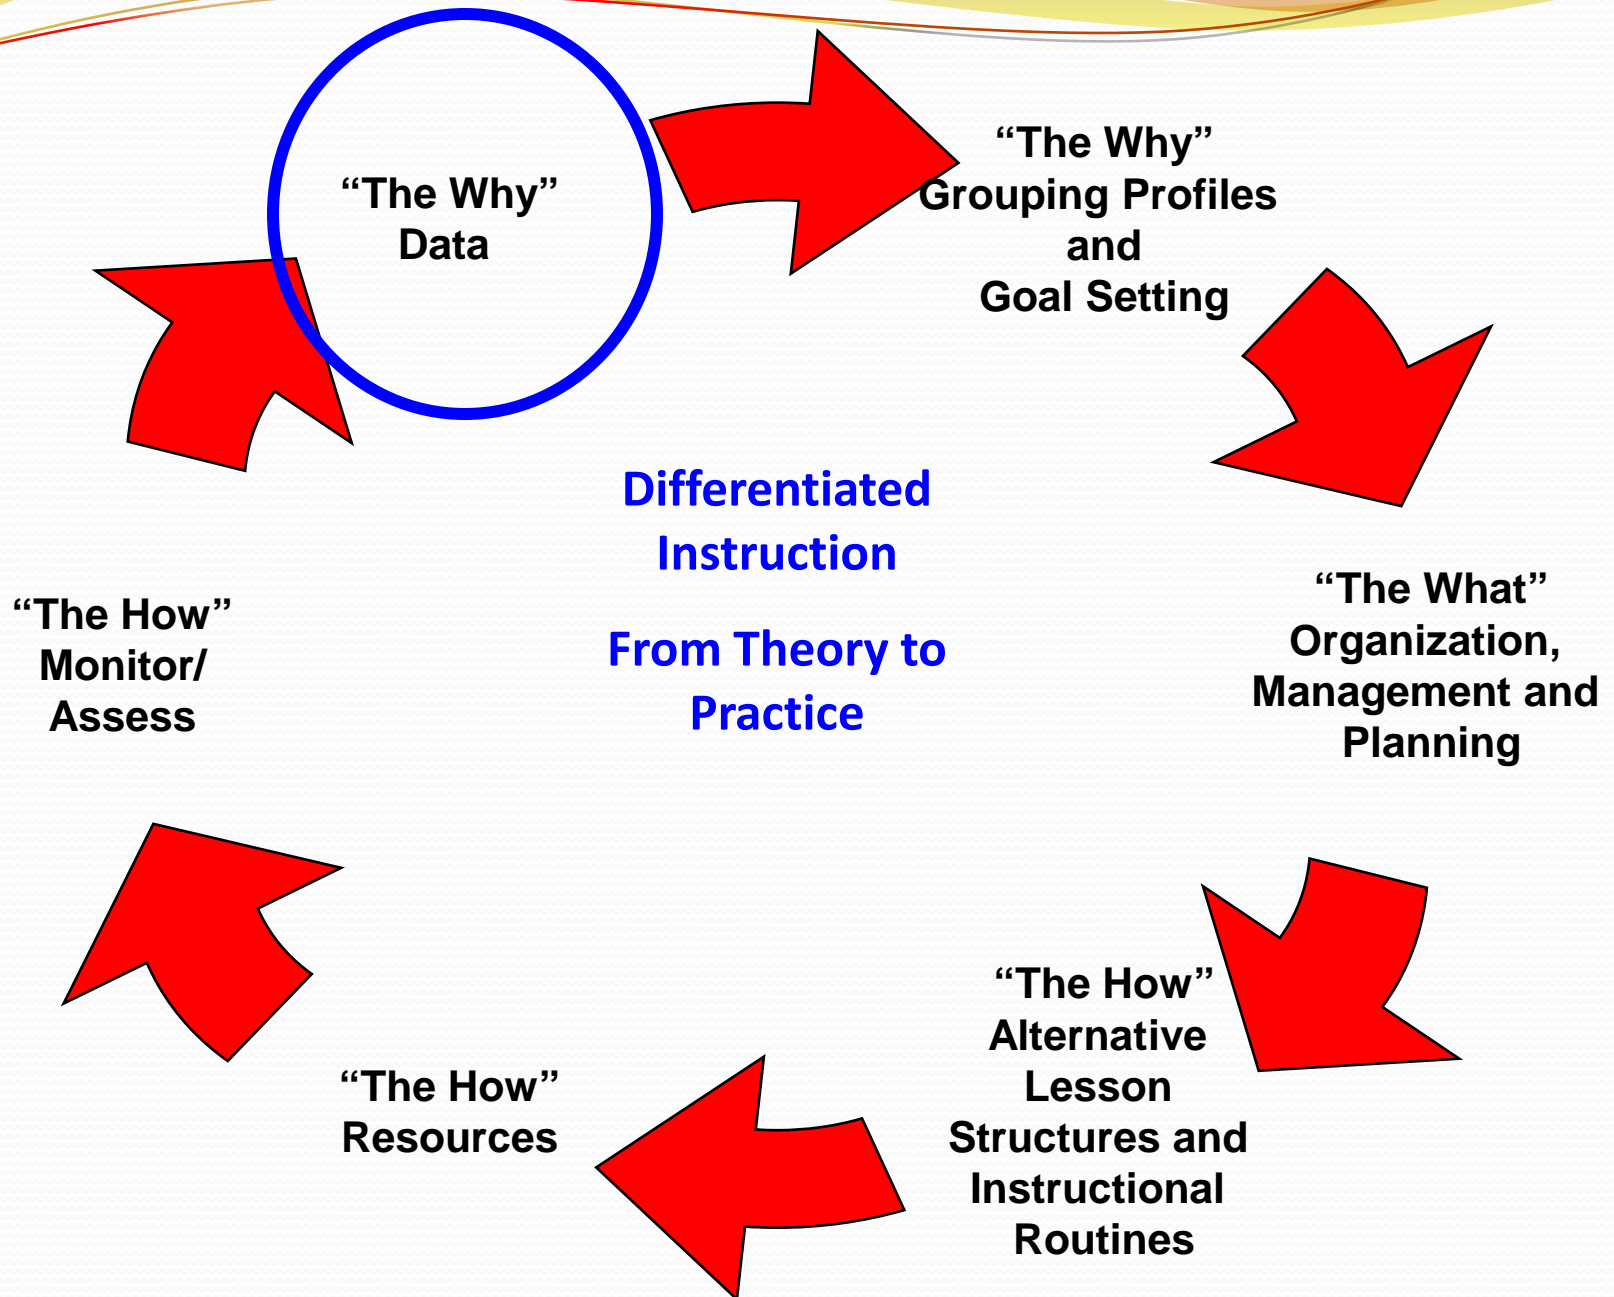 “The Why”
Data
“The Why”
Grouping Profiles
and
Goal Setting
“The What”
Organization,
Management and
Planning
“The How”
Alternative
Lesson
Structures and
Instructional
Routines
“The How”
Resources
“The How”
Monitor/
Assess
Differentiated
Instruction
From Theory to
Practice